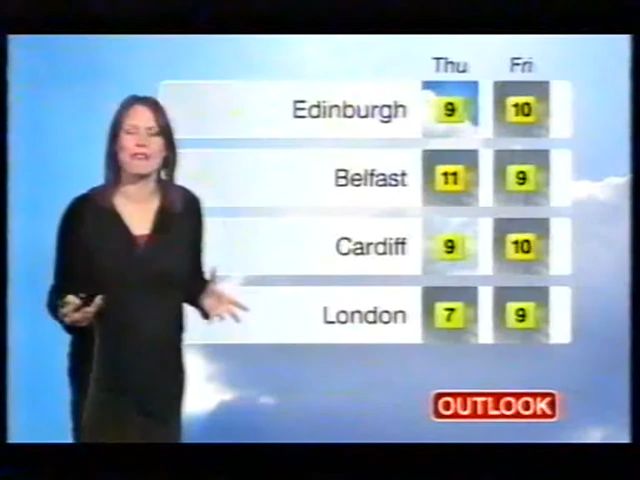 Thu Fri
Edinburgh 9 10
Belfast 11 9
Cardiff 9 10
London 7 9
OUTLOOK